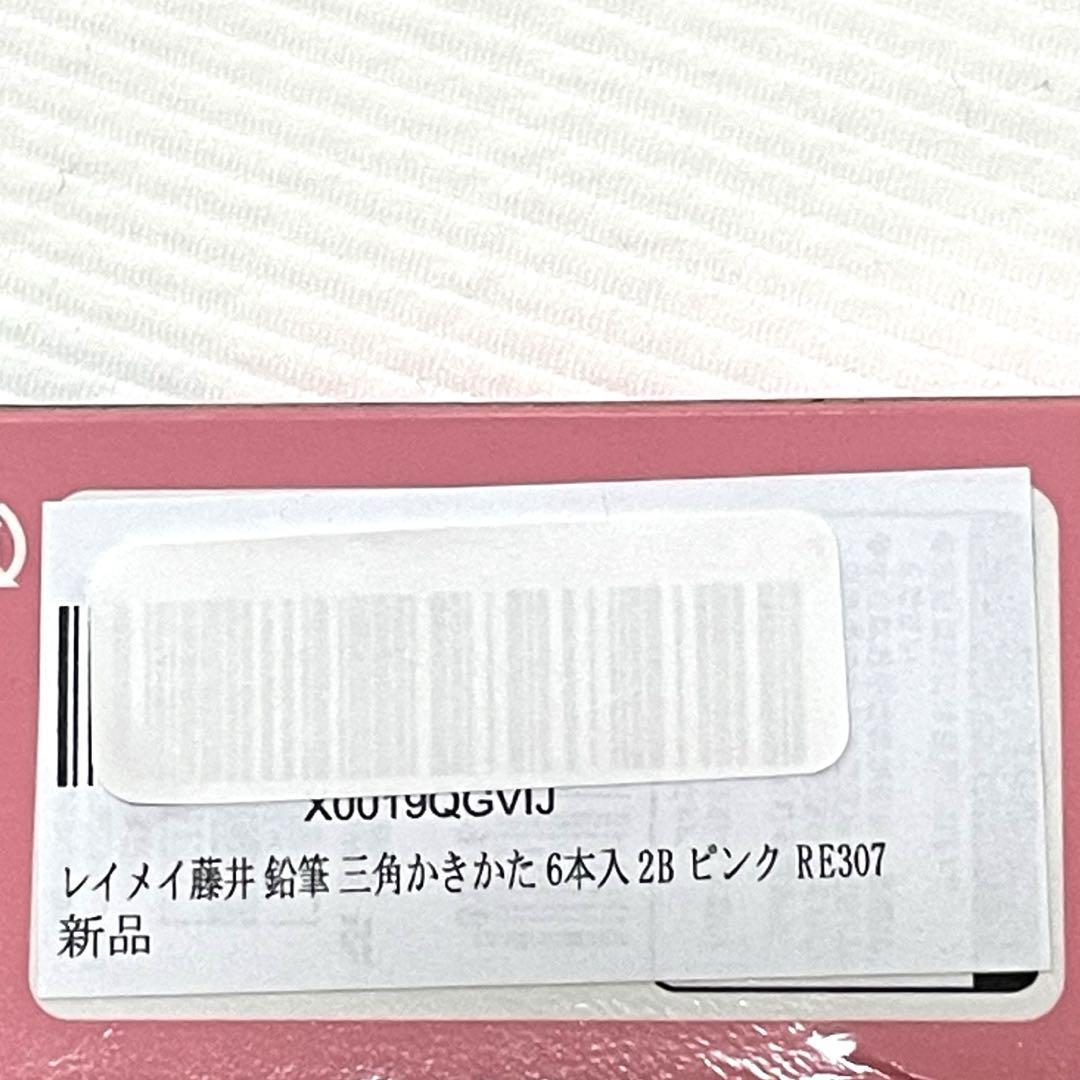 X0019QGVIJ
レイメイ藤井 鉛筆 三角かきかた 6本入 2B ピンク RE307
新品